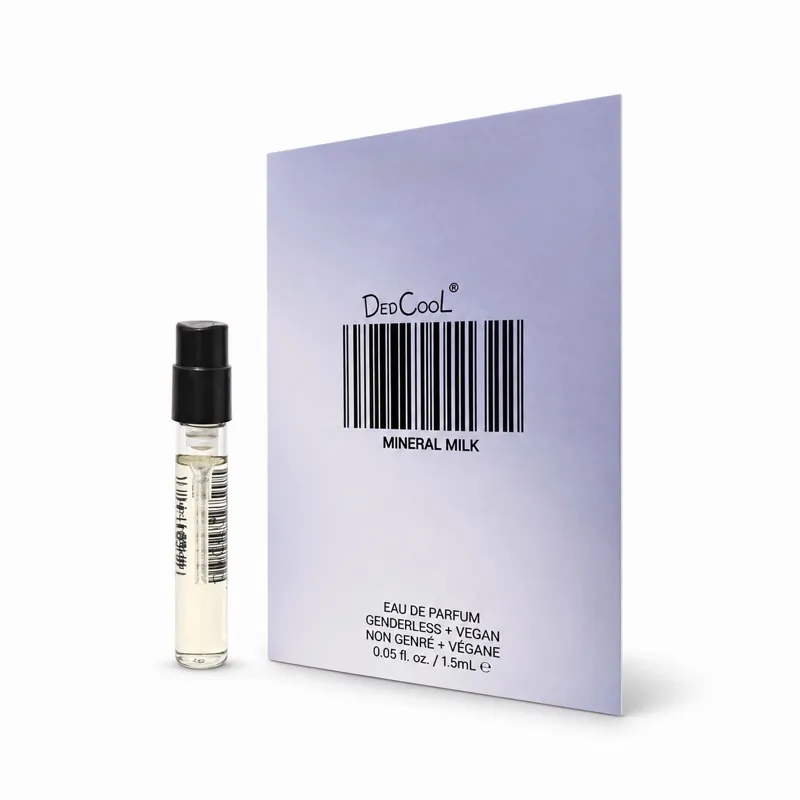 DEDCOOL®
MINERAL MILK
EAU DE PARFUM
GENDERLESS + VEGAN
NON GENRÉ + VÉGANE
0.05 fl. oz. / 1.5mL ℮